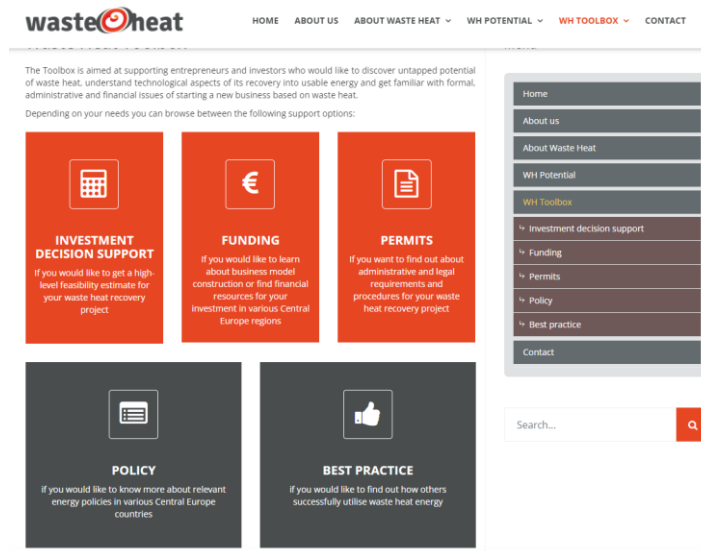 waste heat
HOME ABOUT US ABOUT WASTE HEAT WH POTENTIAL WH TOOLBOX CONTACT
The Toolbox is aimed at supporting entrepreneurs and investors who would like to discover untapped potential
of waste heat, understand technological aspects of its recovery into usable energy and get familiar with formal,
administrative and financial issues of starting a new business based on waste heat.
Depending on your needs you can browse between the following support options:
INVESTMENT
DECISION SUPPORT
If you would like to get a high-
level feasibility estimate for
your waste heat recovery
project
€
FUNDING
If you would like to learn
about business model
construction or find financial
resources for your
investment in various Central
Europe regions
PERMITS
If you want to find out about
administrative and legal
requirements and
procedures for your waste
heat recovery project
POLICY
if you would like to know more about relevant
energy policies in various Central Europe
countries
BEST PRACTICE
if you would like to find out how others
successfully utilise waste heat energy
Home
About us
About Waste Heat
WH Potential
WH Toolbox
Investment decision support
Funding
Permits
Policy
Best practice
Contact
Search...